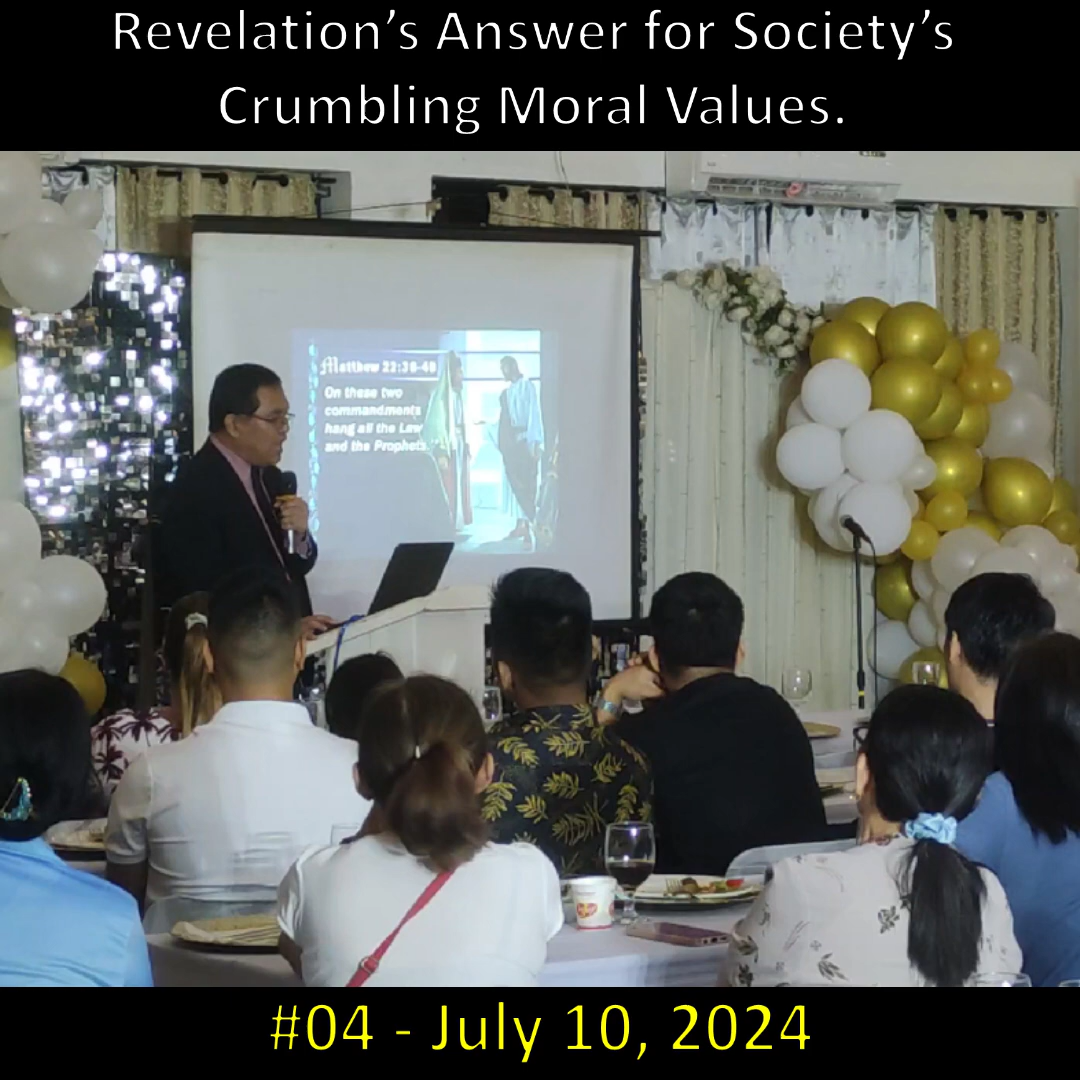 Revelation’s Answer for Society’s
Crumbling Moral Values.
Matthew 22:38-40
On these two
commandments
hang all the Law
and the Prophets
#04 - July 10, 2024